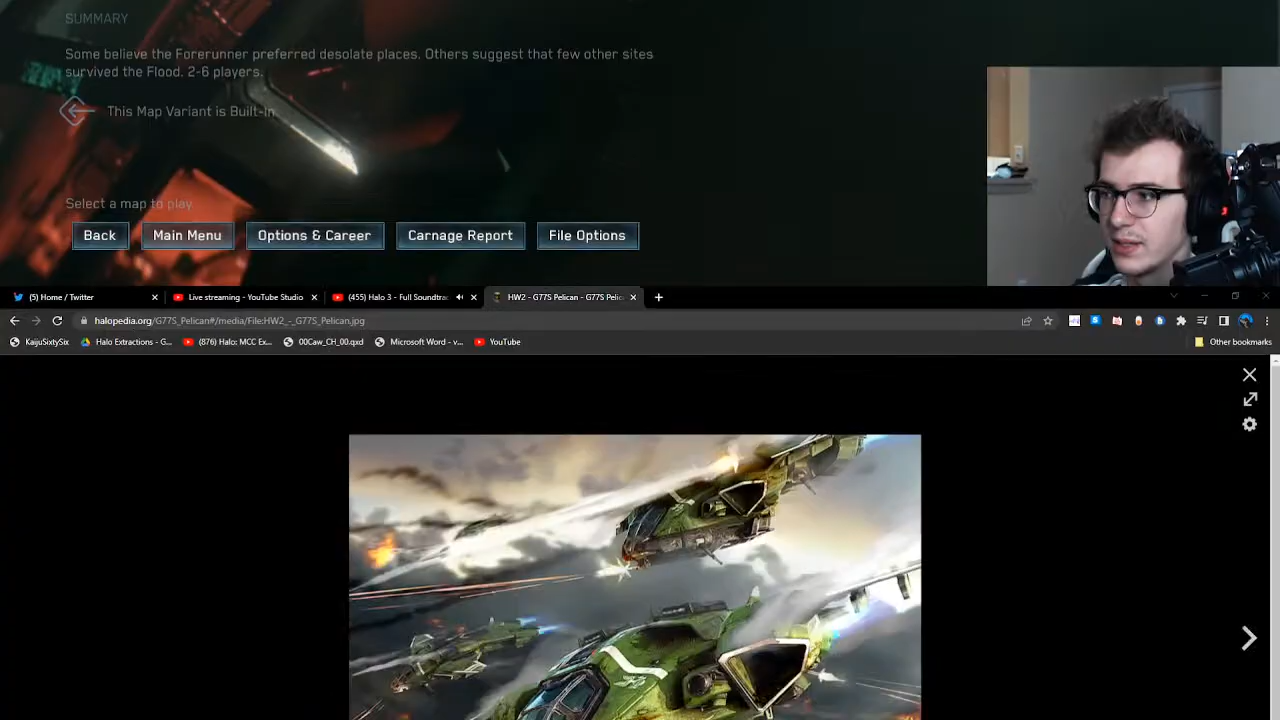 SUMMARY
Some believe the Forerunner preferred desolate places. Others suggest that few other sites
survived the Flood. 2-6 players.
This Map Variant is Built-in
Select a map to play
Back Main Menu Options & Career Carnage Report File Options
(5) Home / Twitter Live streaming - YouTube Studio (455) Halo 3 - Full Soundtrac HW2 - G77S Pelican - G77S Pelic
halopedia.org/G77S_Pelican#/media/File:HW2_-_G77S_Pelican.jpg
KaijuSixtySix Halo Extractions - G... (876) Halo: MCC Ex... 00Caw_CH_00.qxd Microsoft Word - v... YouTube Other bookmarks